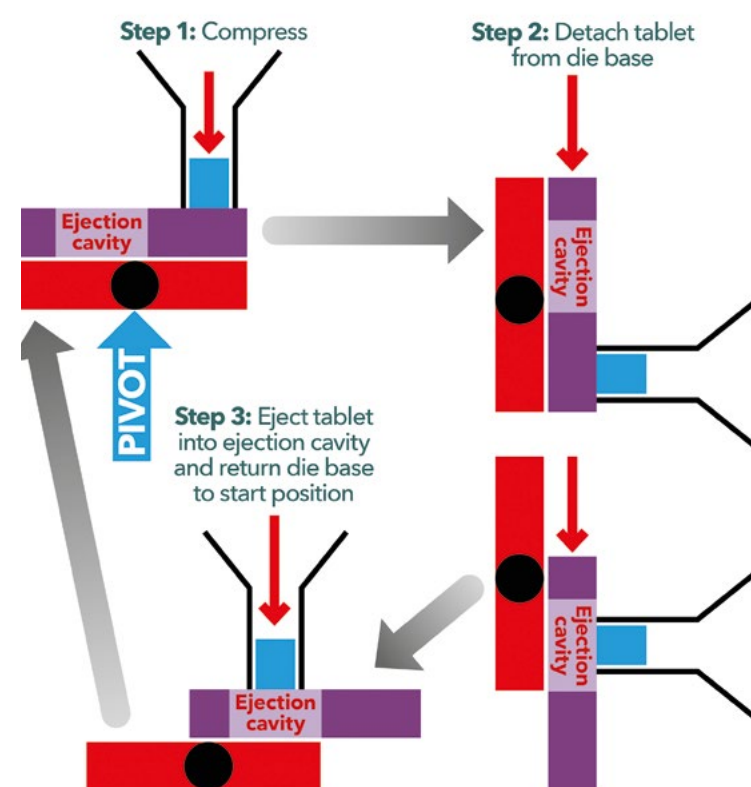 Step 1: Compress
Ejection
cavity
PIVOT
Step 2: Detach tablet
from die base
Ejection
cavity
Ejection
cavity
Step 3: Eject tablet
into ejection cavity
and return die base
to start position
Ejection
cavity